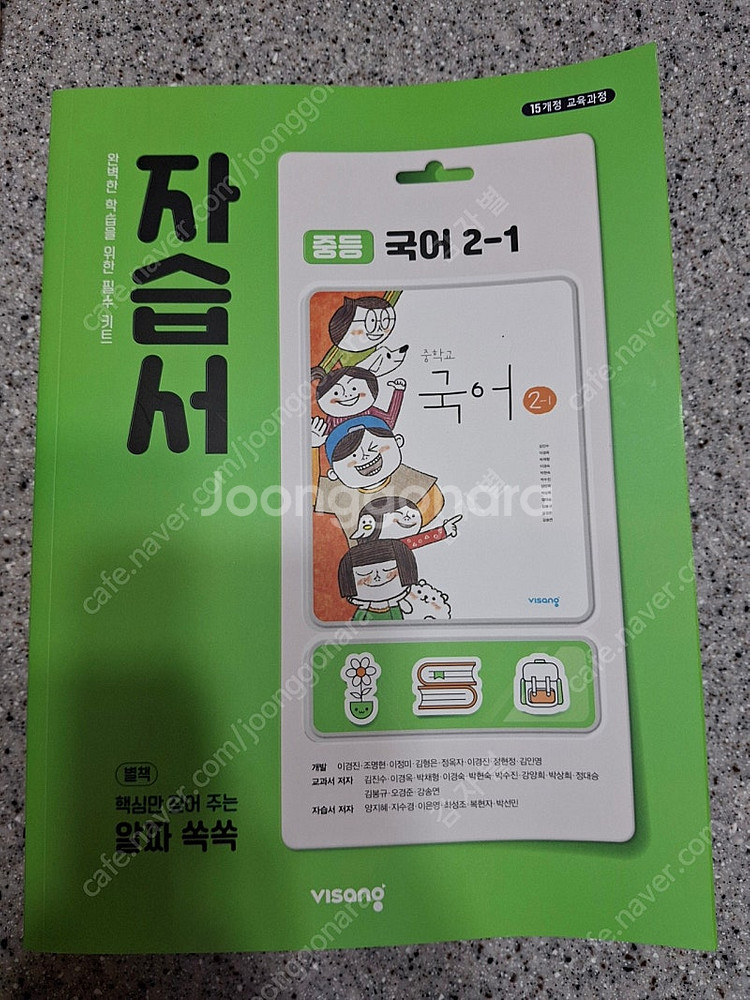 15개정 교육과정
완벽한 학습을 위한 필수 키트
자습서
중등 국어 2-1
중학교
국어 2-1
visang
개발 이경진·조명현·이정미·김형은·정옥자·이경진·장현정·김인영
교과서 저자 김진수·이경옥·박채형·이경숙·박현숙·박수진·강양희·박상희·정대승
김봉규·오경준·강송연
자습서 저자 양지혜·지수경·이은영·최성조·복현자·박선민
별책
핵심만 주는
알짜 쏙쏙
visang
Joonggonara
cafe.naver.com/joonggonara